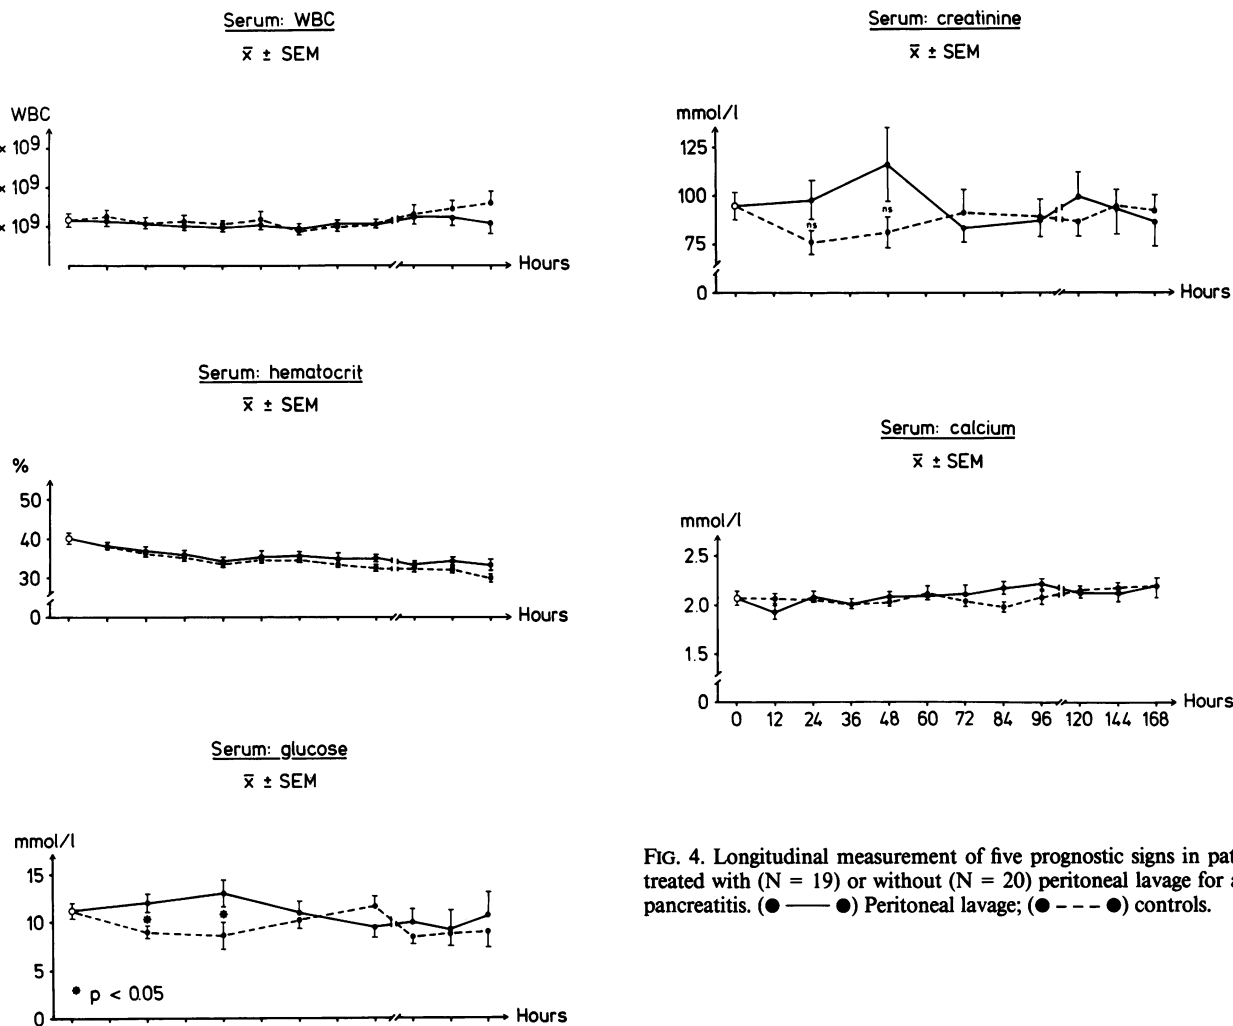 Serum: WBC
x̄ ± SEM
WBC
× 10⁹
× 10⁹
× 10⁹
Hours
Serum: hematocrit
x̄ ± SEM
%
50
40
30
0
Serum: glucose
x̄ ± SEM
mmol/l
15
10
5
0
* p < 0.05
Hours
Serum: creatinine
x̄ ± SEM
mmol/l
125
100
75
0
ns
ns
Hours
Serum: calcium
x̄ ± SEM
mmol/l
2.5
2.0
1.5
0
0 12 24 36 48 60 72 84 96 120 144 168
Hours
FIG. 4. Longitudinal measurement of five prognostic signs in pat
treated with (N = 19) or without (N = 20) peritoneal lavage for a
pancreatitis. (● —— ●) Peritoneal lavage; (● – – – ●) controls.